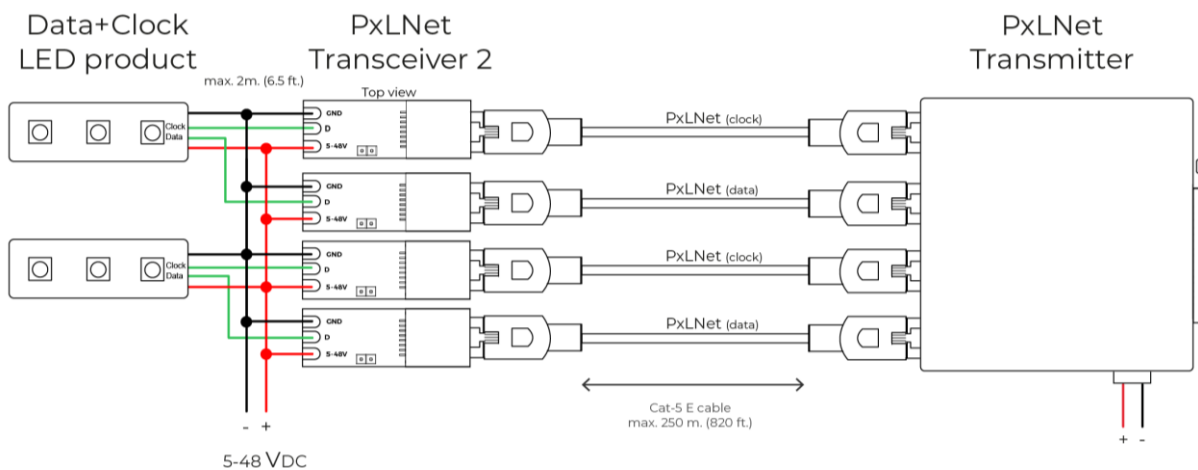 Data+Clock
LED product
PxLNet
Transceiver 2
PxLNet
Transmitter
max. 2m. (6.5 ft.)
Top view
Clock
Data
GND
D
5-48V
PxLNet (clock)
GND
D
5-48V
PxLNet (data)
Clock
Data
GND
D
5-48V
PxLNet (clock)
GND
D
5-48V
PxLNet (data)
Cat-5 E cable
max. 250 m. (820 ft.)
- +
5-48 VDC
+ -